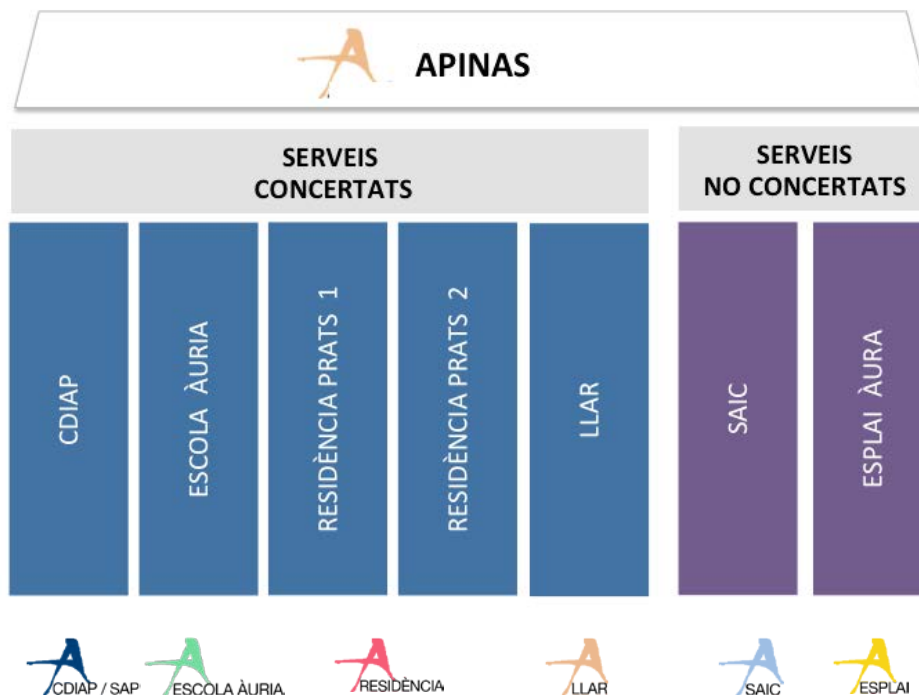 APINAS
SERVEIS
CONCERTATS
SERVEIS
NO CONCERTATS
CDIAP
ESCOLA ÀURIA
RESIDÈNCIA PRATS 1
RESIDÈNCIA PRATS 2
LLAR
SAIC
ESPLAI ÀURA
CDIAP / SAP
ESCOLA ÀURIA
RESIDÈNCIA
LLAR
SAIC
ESPLAI